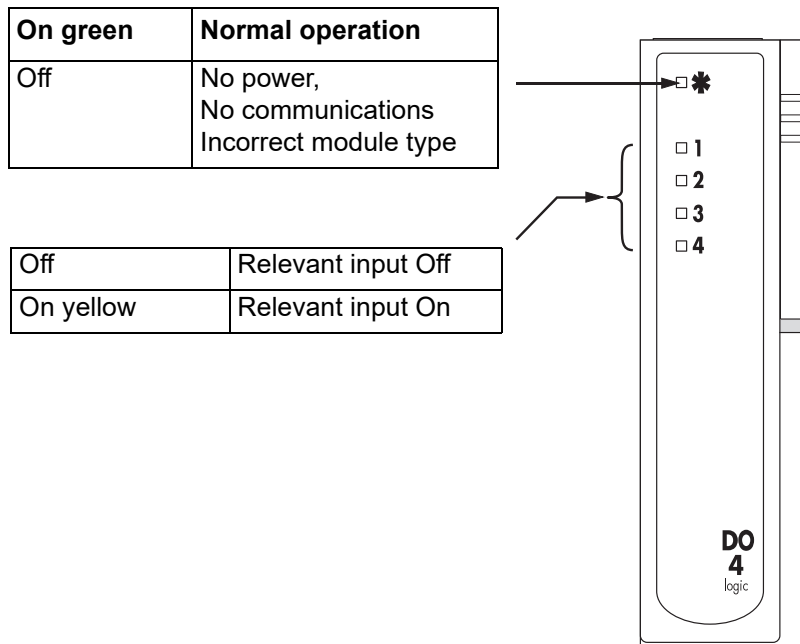 On green Normal operation
Off No power,
No communications
Incorrect module type
✱
1
2
3
4
Off Relevant input Off
On yellow Relevant input On
DO
4
logic